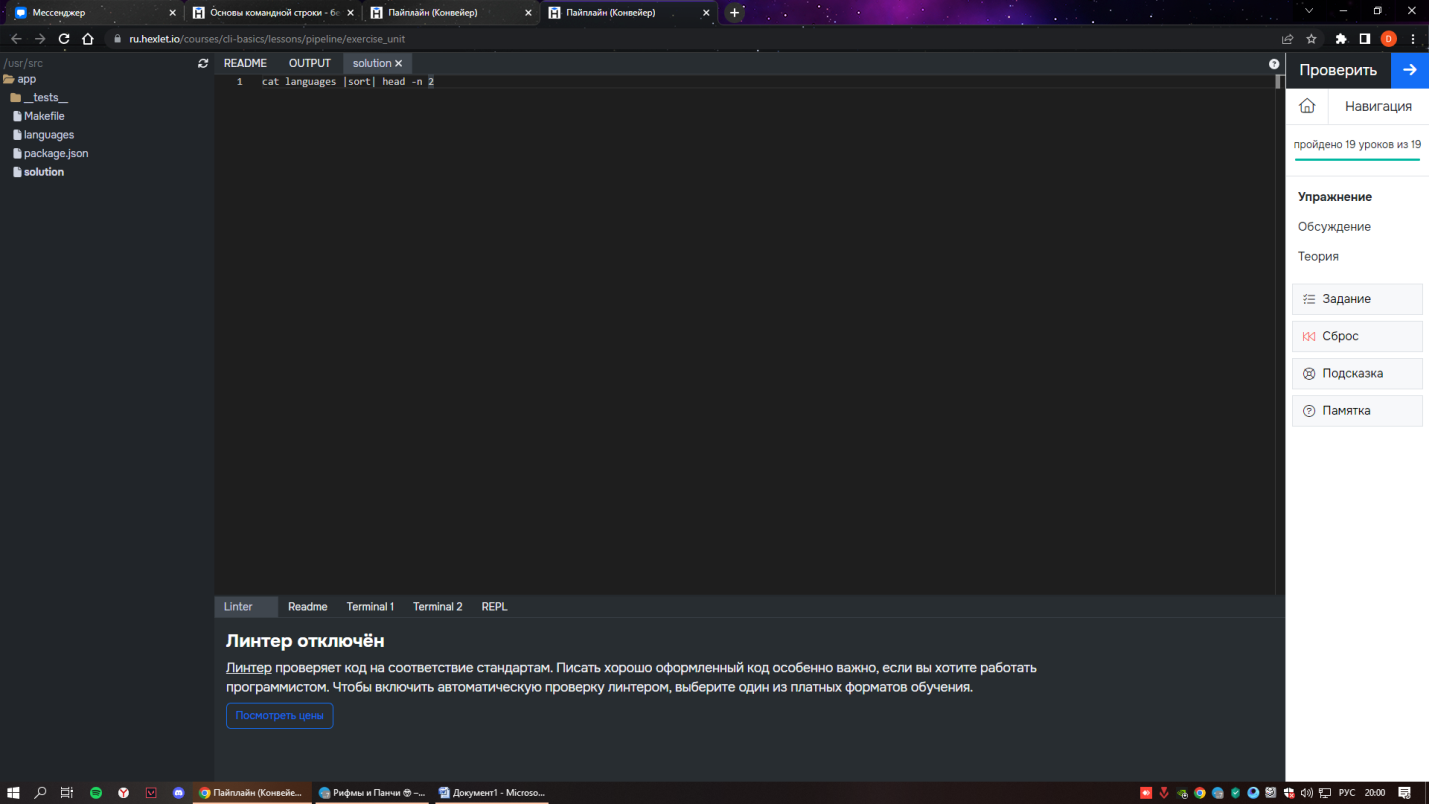 Мессенджер
Основы командной строки - бе
Пайплайн (Конвейер)
Пайплайн (Конвейер)
ru.hexlet.io/courses/cli-basics/lessons/pipeline/exercise_unit
D
/usr/src
app
__tests__
Makefile
languages
package.json
solution
README OUTPUT solution
1 cat languages |sort| head -n 2
Проверить
Навигация
пройдено 19 уроков из 19
Упражнение
Обсуждение
Теория
Задание
Сброс
Подсказка
Памятка
Linter Readme Terminal 1 Terminal 2 REPL
Линтер отключён
Линтер проверяет код на соответствие стандартам. Писать хорошо оформленный код особенно важно, если вы хотите работать
программистом. Чтобы включить автоматическую проверку линтером, выберите один из платных форматов обучения.
Посмотреть цены
Пайплайн (Конвейе...
Рифмы и Панчи 😎 –...
Документ1 - Microso...
РУС 20:00